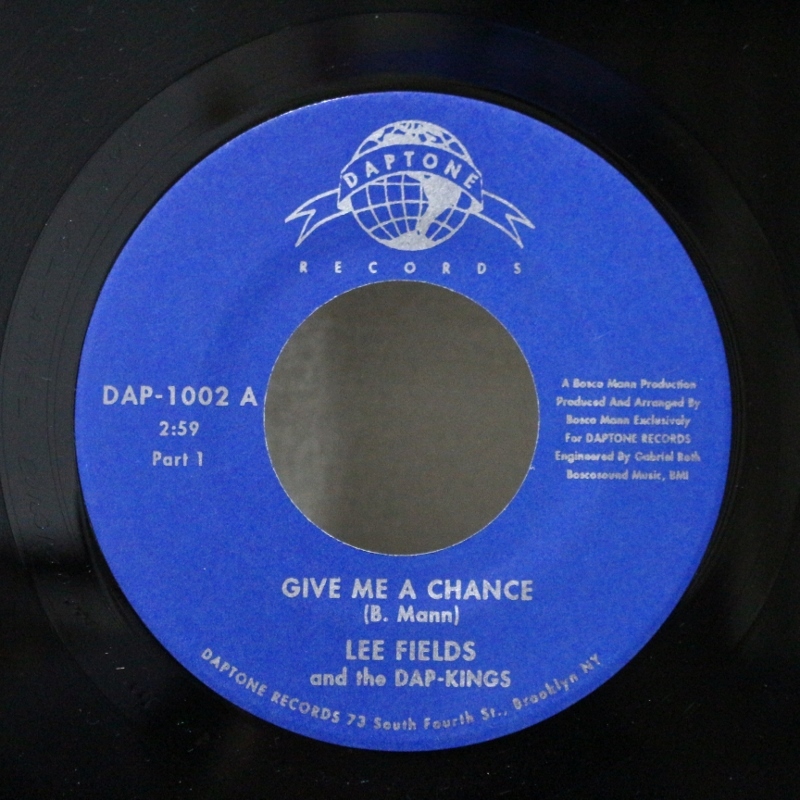 DAPTONE
RECORDS
DAP-1002 A
2:59
Part 1
A Bosco Mann Production
Produced And Arranged By
Bosco Mann Exclusively
For DAPTONE RECORDS
Engineered By Gabriel Roth
Boscosound Music, BMI
GIVE ME A CHANCE
(B. Mann)
LEE FIELDS
and the DAP-KINGS
DAPTONE RECORDS 73 South Fourth St., Brooklyn NY